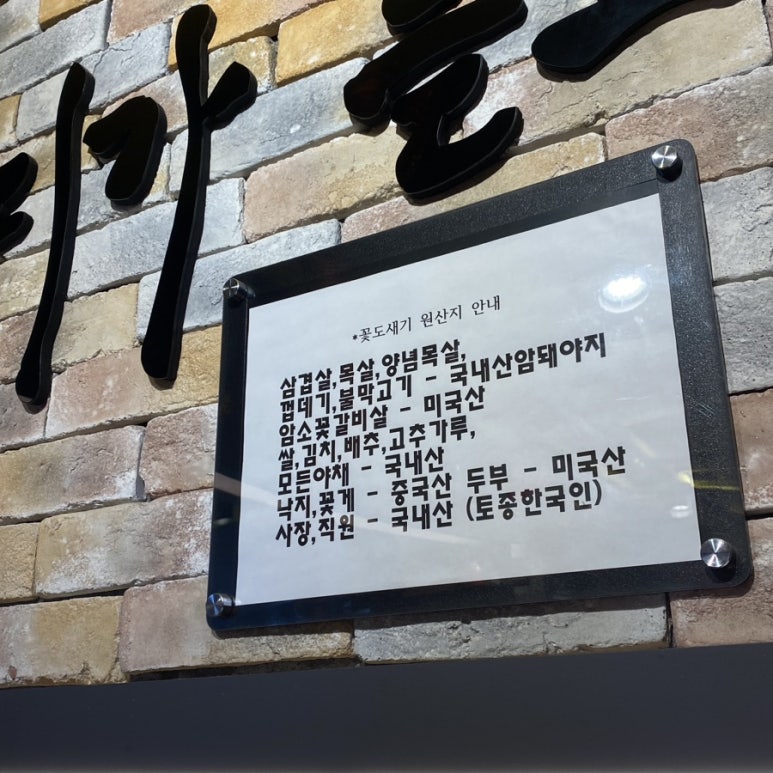 *꽃도새기 원산지 안내
삼겹살,목살,양념목살,
껍데기,불막고기 - 국내산암돼야지
암소꽃갈비살 - 미국산
쌀,김치,배추,고추가루,
모든야채 - 국내산
낙지,꽃게 - 중국산 두부 - 미국산
사장,직원 - 국내산 (토종한국인)